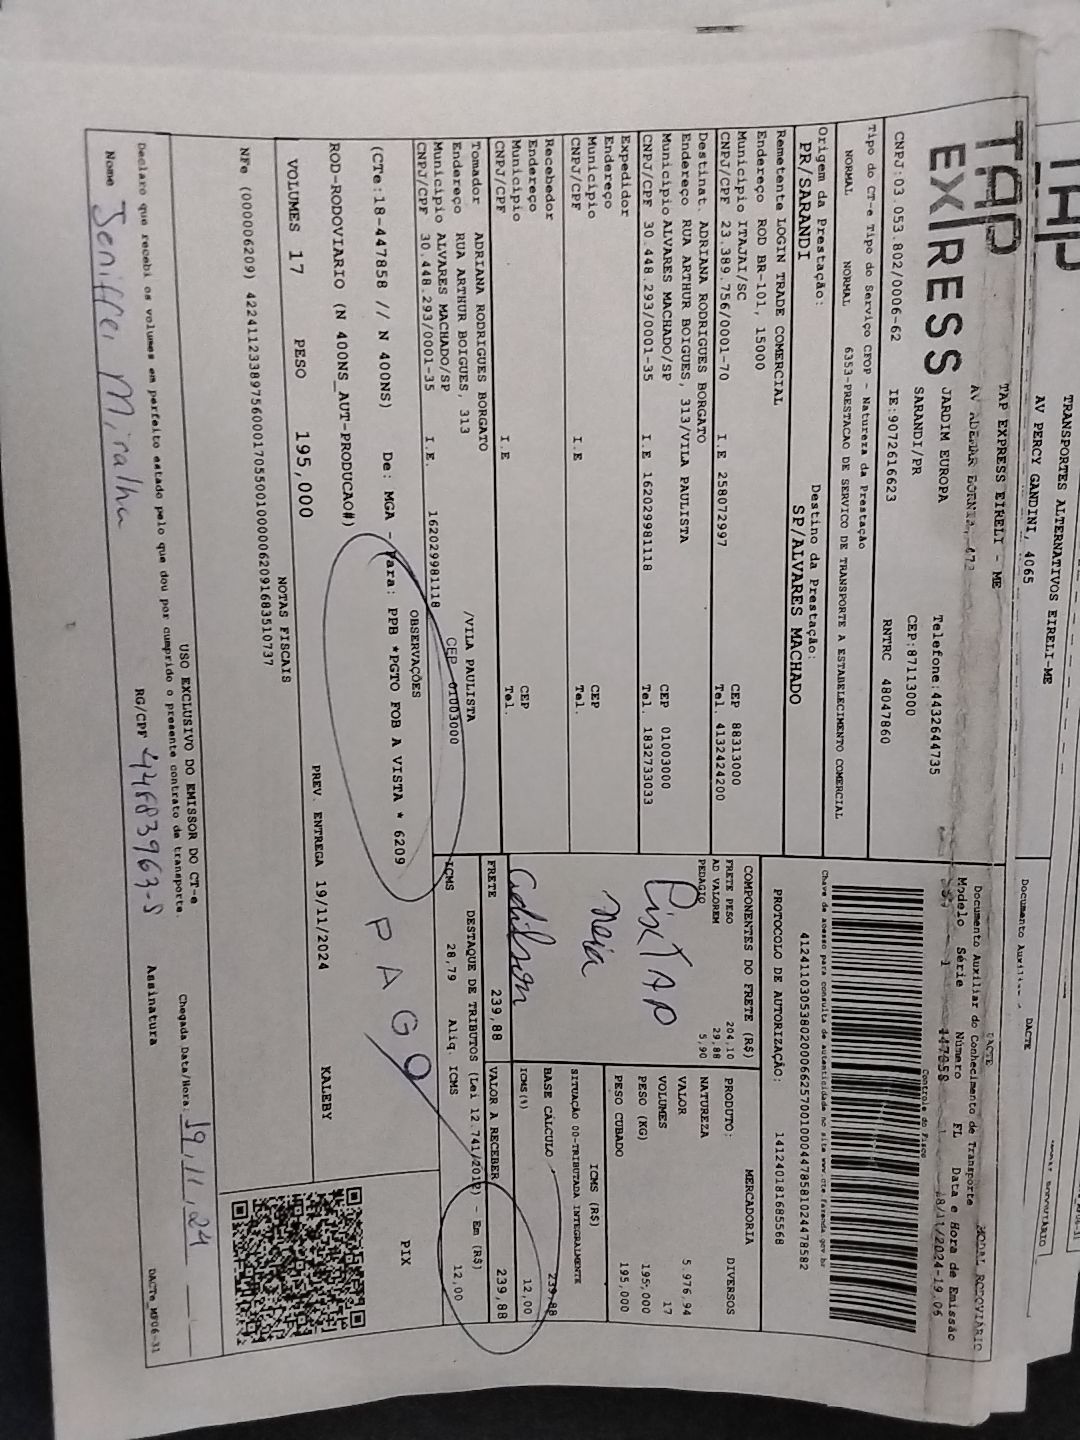 TRANSPORTES ALTERNATIVOS EIRELI-ME
AV PERCY GANDINI, 4065
Documento Auxiliar
DACTE
TAP
EXPRESS
TAP EXPRESS EIRELI - ME
AV ADEMAR BORNIA, 472
JARDIM EUROPA
SARANDI/PR
Telefone:4432644735
CEP:87113000
CNPJ:03.053.802/0006-62
IE:9072616623
RNTRC 48047860
DACTE
MODAL RODOVIÁRIO
Documento Auxiliar do Conhecimento de Transporte
Modelo Série Número FL Data e Hora de Emissão
57 1 447858 1 18/11/2024-19.06
Controle do Fisco
Tipo do CT-e Tipo do Serviço CFOP - Natureza da Prestação
NORMAL NORMAL 6353-PRESTACAO DE SERVICO DE TRANSPORTE A ESTABELECIMENTO COMERCIAL
Chave de acesso para consulta de autenticidade no site www.cte.fazenda.gov.br
41241103053802000662570010004478581024478582
Origem da Prestação:
PR/SARANDI
Destino da Prestação:
SP/ALVARES MACHADO
PROTOCOLO DE AUTORIZAÇÃO: 141240181685568
Remetente LOGIN TRADE COMERCIAL
Endereço ROD BR-101, 15000
Município ITAJAI/SC
CEP 88313000
CNPJ/CPF 23.389.756/0001-70 I.E 258072997 Tel. 4132424200
Destinat. ADRIANA RODRIGUES BORGATO
Endereço RUA ARTHUR BOIGUES, 313/VILA PAULISTA
Município ALVARES MACHADO/SP CEP 01003000
CNPJ/CPF 30.448.293/0001-35 I.E 162029981118 Tel. 1832733033
Expedidor
Endereço
Município CEP
CNPJ/CPF I.E Tel.
Recebedor
Endereço
Município CEP
CNPJ/CPF I.E Tel.
Tomador ADRIANA RODRIGUES BORGATO
Endereço RUA ARTHUR BOIGUES, 313 /VILA PAULISTA
Município ALVARES MACHADO/SP CEP 01003000
CNPJ/CPF 30.448.293/0001-35 I.E. 162029981118
COMPONENTES DO FRETE (R$)
FRETE PESO 204,10
AD VALOREM 29,88
PEDAGIO 5,90
Pix TAP
Neia
Adilson
FRETE 239,88
PRODUTO: MERCADORIA
NATUREZA DIVERSOS
VALOR 5.976,94
VOLUMES 17
PESO (KG) 195,000
PESO CUBADO 195,000
ICMS (R$)
SITUAÇÃO 00-TRIBUTADA INTEGRALMENTE
BASE CÁLCULO 239,88
ICMS(%) 12,00
VALOR A RECEBER 239,88
DESTAQUE DE TRIBUTOS (Lei 12.741/2012) - Em (R$)
ICMS 28,79 Aliq. ICMS 12,00
OBSERVAÇÕES
(CTe:18-447858 // N 400NS) De: MGA - Para: PPB *PGTO FOB A VISTA * 6209
ROD-RODOVIARIO (N 400NS_AUT-PRODUCAO#)
PAGO
KALEBY
PIX
VOLUMES 17 PESO 195,000 PREV. ENTREGA 19/11/2024
NOTAS FISCAIS
NFe (000006209) 42241123389756000170550010000062091683510737
USO EXCLUSIVO DO EMISSOR DO CT-e
Declaro que recebi os volumes em perfeito estado pelo que dou por cumprido o presente contrato de transporte.
Chegada Data/Hora: 19,11,24
Nome Jeniffer Miralha RG/CPF 44683963-5 Assinatura
DACTe_MF06-31